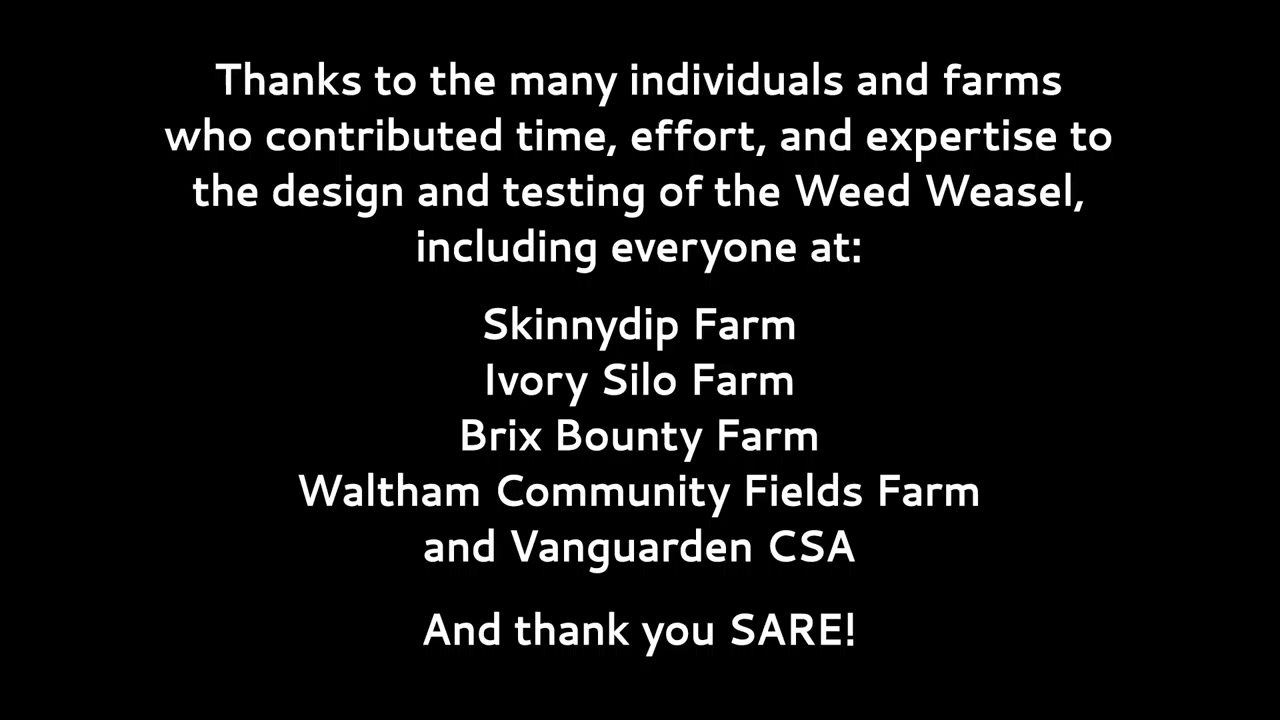 Thanks to the many individuals and farms
who contributed time, effort, and expertise to
the design and testing of the Weed Weasel,
including everyone at:
Skinnydip Farm
Ivory Silo Farm
Brix Bounty Farm
Waltham Community Fields Farm
and Vanguarden CSA
And thank you SARE!